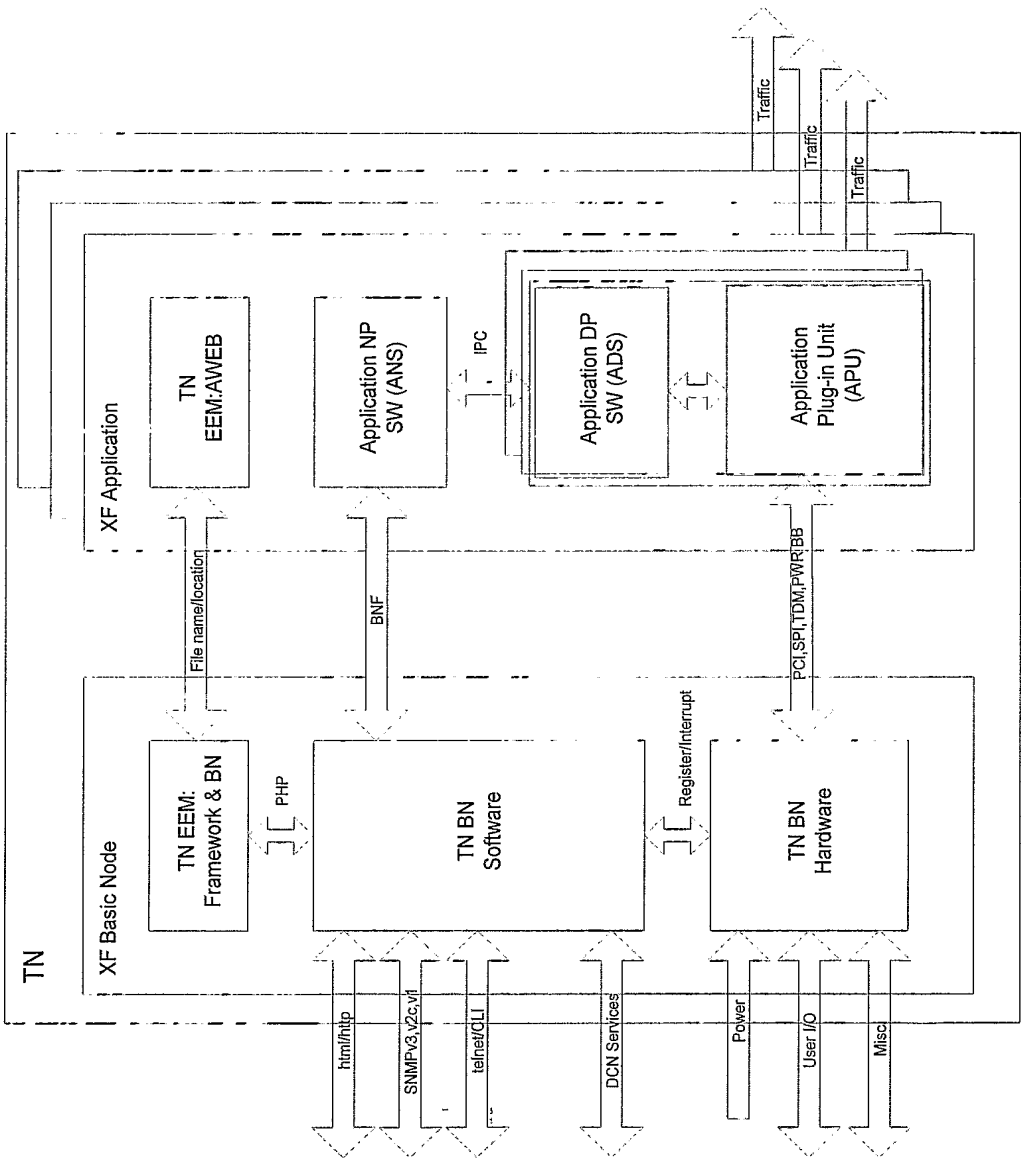 TN
XF Basic Node
TN EEM:
Framework & BN
PHP
TN BN
Software
Register/Interrupt
TN BN
Hardware
html/http
SNMPv3,v2c,v1
telnet/CLI
DCN Services
Power
User I/O
Misc.
File name/location
BNF
PCI,SPI,TDM,PWR BB
XF Application
TN
EEM:AWEB
Application NP
SW (ANS)
IPC
Application DP
SW (ADS)
Application
Plug-in Unit
(APU)
Traffic
Traffic
Traffic